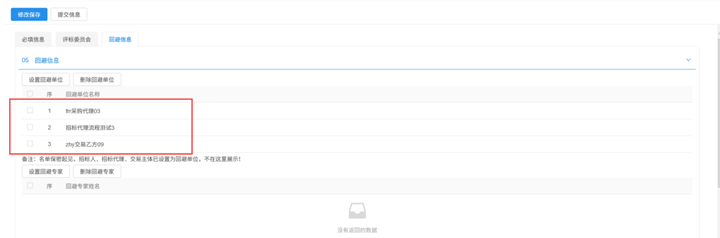 修改保存 提交信息
必填信息 评标委员会 回避信息
05 回避信息
设置回避单位 删除回避单位
序 回避单位名称
1 ltr采购代理03
2 招标代理流程测试3
3 zhy交易乙方09
备注：名单保密起见，招标人、招标代理、交易主体已设置为回避单位，不在这里展示！
设置回避专家 删除回避专家
序 回避专家姓名
没有返回的数据